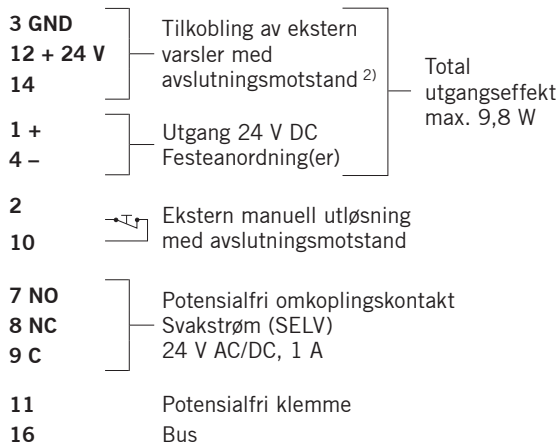 3 GND
12 + 24 V
14
Tilkobling av ekstern
varsler med
avslutningsmotstand 2)
1 +
4 –
Utgang 24 V DC
Festeanordning(er)
Total
utgangseffekt
max. 9,8 W
2
10
Ekstern manuell utløsning
med avslutningsmotstand
7 NO
8 NC
9 C
Potensialfri omkoplingskontakt
Svakstrøm (SELV)
24 V AC/DC, 1 A
11 Potensialfri klemme
16 Bus